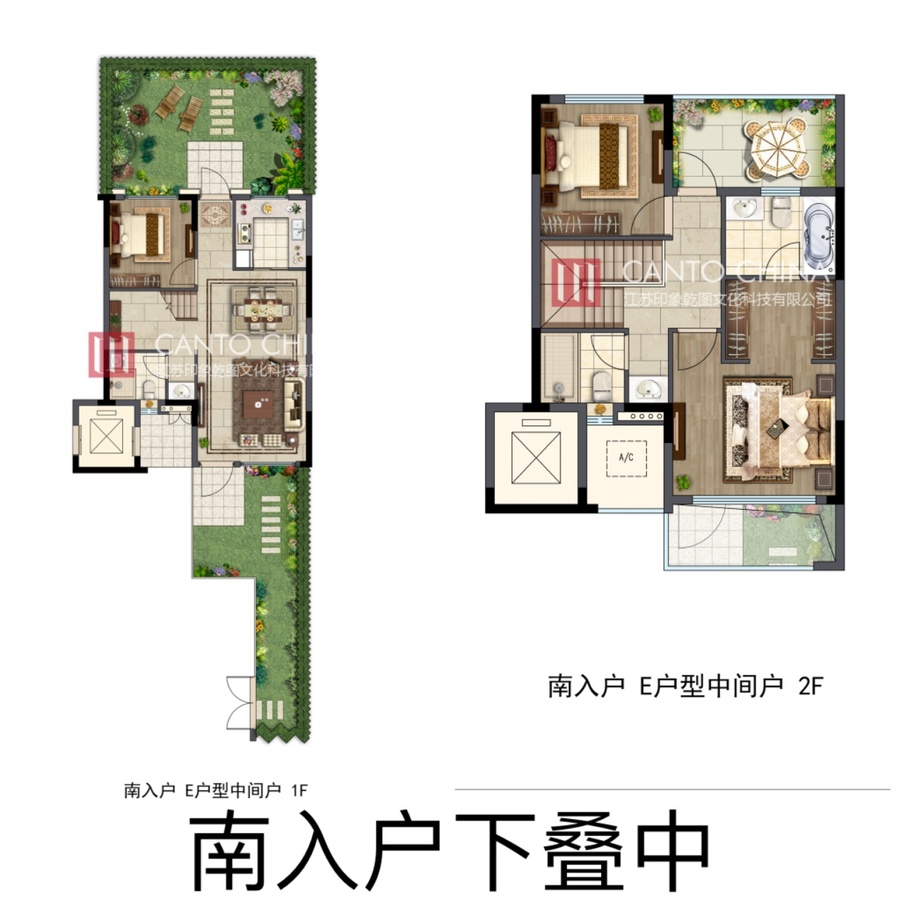 CANTO CHINA
江苏印象乾图文化科技有限公司
A/C
南入户 E户型中间户 2F
CANTO CHI
江苏印象乾图文化科技有限
南入户 E户型中间户 1F
南入户下叠中